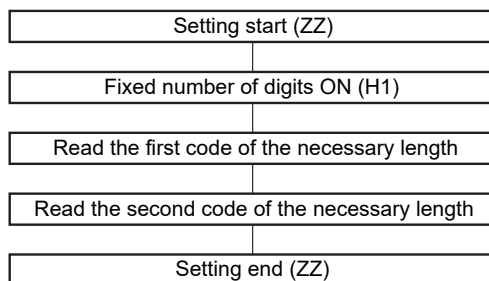 Setting start (ZZ)
Fixed number of digits ON (H1)
Read the first code of the necessary length
Read the second code of the necessary length
Setting end (ZZ)